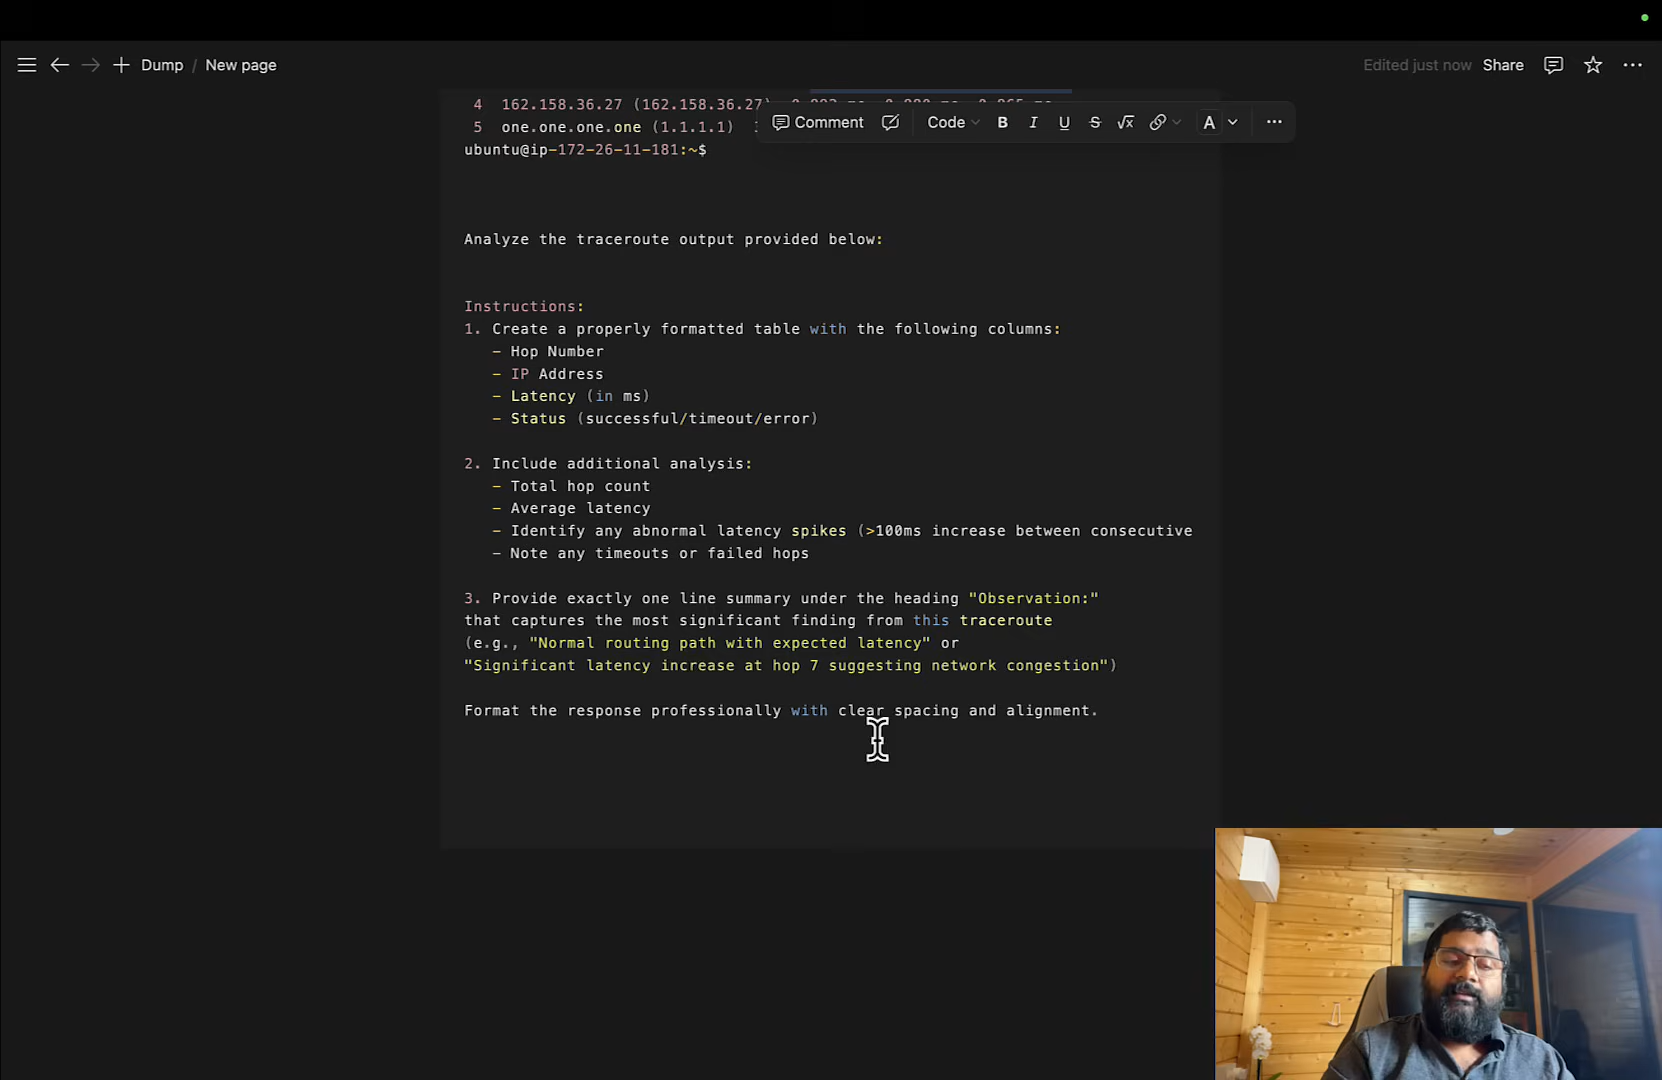 Dump / New page
Edited just now Share
4 162.158.36.27 (162.158.36.27)
5 one.one.one.one (1.1.1.1)
Comment Code B I U S √x A
ubuntu@ip-172-26-11-181:~$
Analyze the traceroute output provided below:
Instructions:
1. Create a properly formatted table with the following columns:
- Hop Number
- IP Address
- Latency (in ms)
- Status (successful/timeout/error)
2. Include additional analysis:
- Total hop count
- Average latency
- Identify any abnormal latency spikes (>100ms increase between consecutive
- Note any timeouts or failed hops
3. Provide exactly one line summary under the heading "Observation:"
that captures the most significant finding from this traceroute
(e.g., "Normal routing path with expected latency" or
"Significant latency increase at hop 7 suggesting network congestion")
Format the response professionally with clear spacing and alignment.